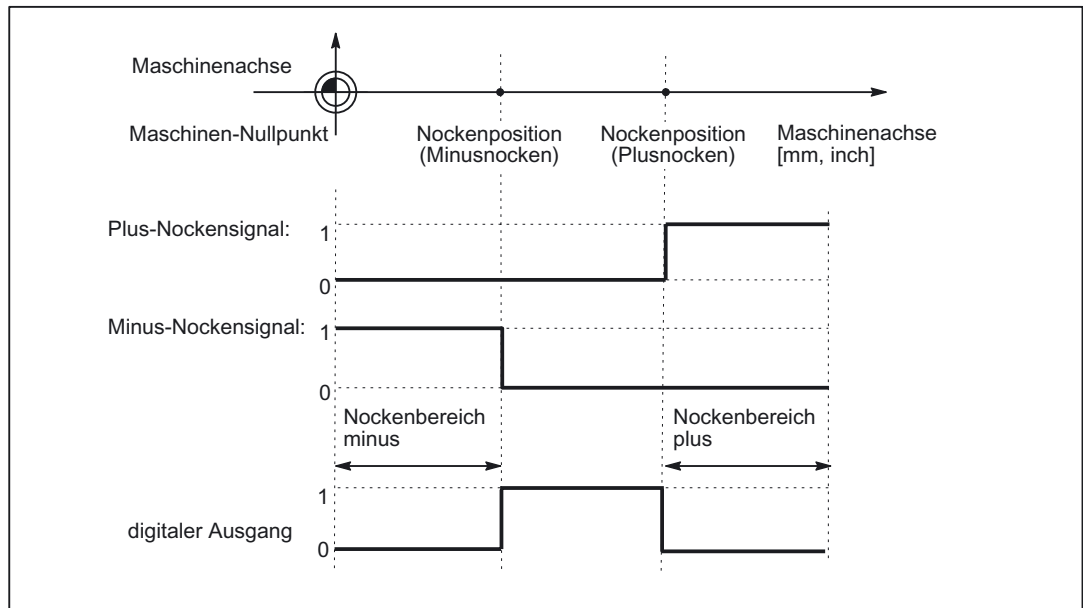 Maschinenachse
Maschinen-Nullpunkt
Nockenposition
(Minusnocken)
Nockenposition
(Plusnocken)
Maschinenachse
[mm, inch]
Plus-Nockensignal:
1
0
Minus-Nockensignal:
1
0
Nockenbereich
minus
Nockenbereich
plus
1
digitaler Ausgang
0